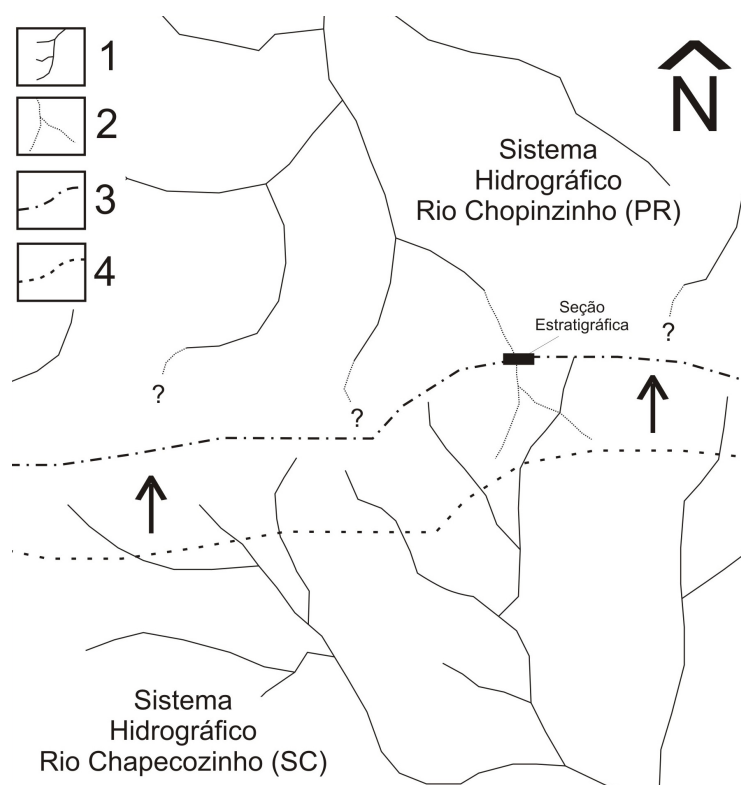 1
2
3
4
N
Sistema
Hidrográfico
Rio Chopinzinho (PR)
Seção
Estratigráfica
?
?
?
Sistema
Hidrográfico
Rio Chapecozinho (SC)